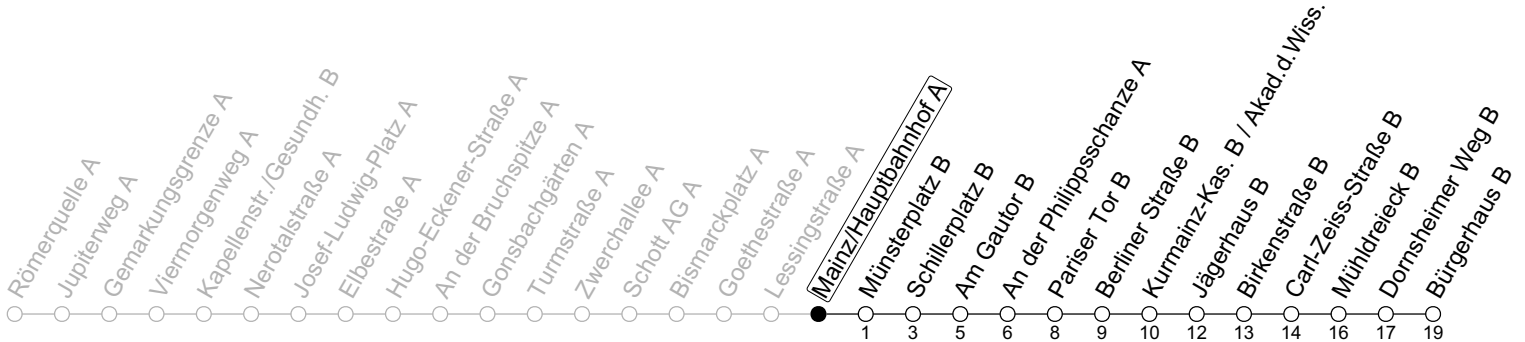 Römerquelle A
Jupiterweg A
Gemarkungsgrenze A
Viermorgenweg A
Kapellenstr./Gesundh. B
Nerotalstraße A
Josef-Ludwig-Platz A
Elbestraße A
Hugo-Eckener-Straße A
An der Bruchspitze A
Gonsbachgärten A
Turmstraße A
Zwerchallee A
Schott AG A
Bismarckplatz A
Goethestraße A
Lessingstraße A
Mainz/Hauptbahnhof A
Münsterplatz B
Schillerplatz B
Am Gautor B
An der Philippsschanze A
Pariser Tor B
Berliner Straße B
Kurmainz-Kas. B / Akad.d.Wiss.
Jägerhaus B
Birkenstraße B
Carl-Zeiss-Straße B
Mühldreieck B
Dornsheimer Weg B
Bürgerhaus B
1 3 5 6 8 9 10 12 13 14 16 17 19